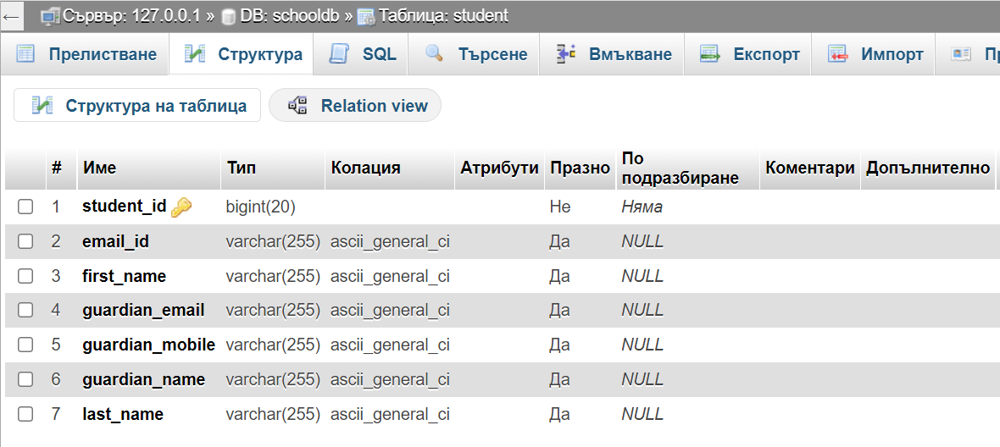 Сървър: 127.0.0.1 » DB: schooldb » Таблица: student
Прелистване Структура SQL Търсене Вмъкване Експорт Импорт
Структура на таблица Relation view
# Име Тип Колация Атрибути Празно По подразбиране Коментари Допълнително
1 student_id bigint(20) Не Няма
2 email_id varchar(255) ascii_general_ci Да NULL
3 first_name varchar(255) ascii_general_ci Да NULL
4 guardian_email varchar(255) ascii_general_ci Да NULL
5 guardian_mobile varchar(255) ascii_general_ci Да NULL
6 guardian_name varchar(255) ascii_general_ci Да NULL
7 last_name varchar(255) ascii_general_ci Да NULL